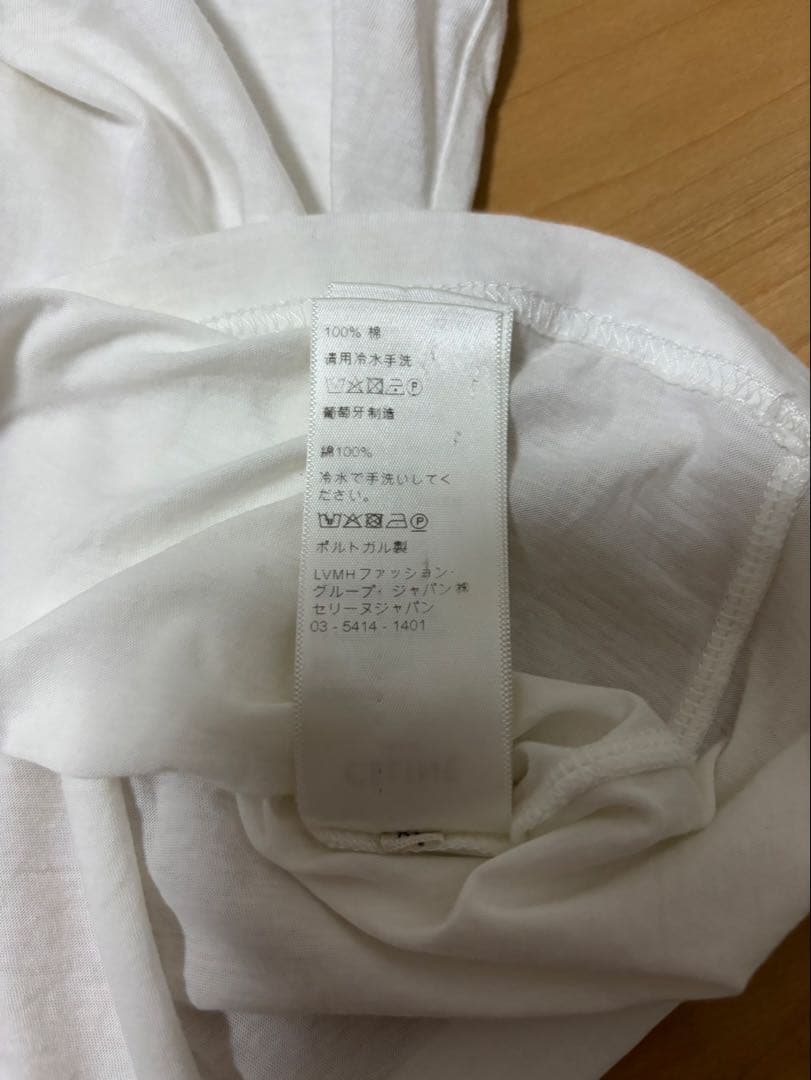 100% 棉
请用冷水手洗
葡萄牙制造
綿100%
冷水で手洗いしてく
ださい。
ポルトガル製
LVMHファッション·
グループ· ジャパン㈱
セリーヌジャパン
03 - 5414 - 1401
CELINE